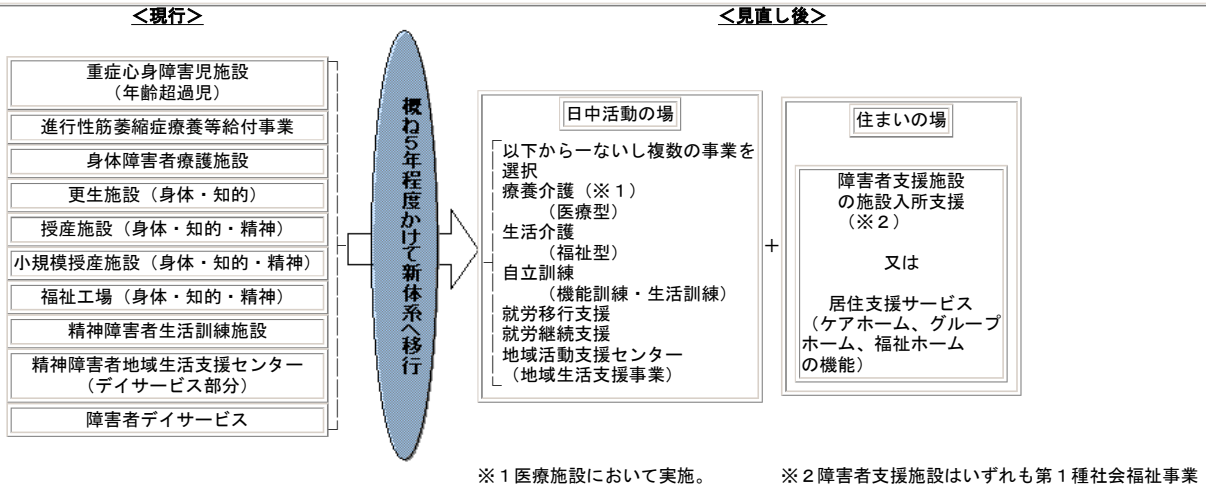 ＜現行＞
＜見直し後＞
重症心身障害児施設
（年齢超過児）
進行性筋萎縮症療養等給付事業
身体障害者療護施設
更生施設（身体・知的）
授産施設（身体・知的・精神）
小規模授産施設（身体・知的・精神）
福祉工場（身体・知的・精神）
精神障害者生活訓練施設
精神障害者地域生活支援センター
（デイサービス部分）
障害者デイサービス
概ね５年程度かけて新体系へ移行
日中活動の場
以下から一ないし複数の事業を
選択
療養介護（※１）
（医療型）
生活介護
（福祉型）
自立訓練
（機能訓練・生活訓練）
就労移行支援
就労継続支援
地域活動支援センター
（地域生活支援事業）
＋
住まいの場
障害者支援施設
の施設入所支援
（※２）
又は
居住支援サービス
（ケアホーム、グループ
ホーム、福祉ホーム
の機能）
※１医療施設において実施。
※２障害者支援施設はいずれも第１種社会福祉事業